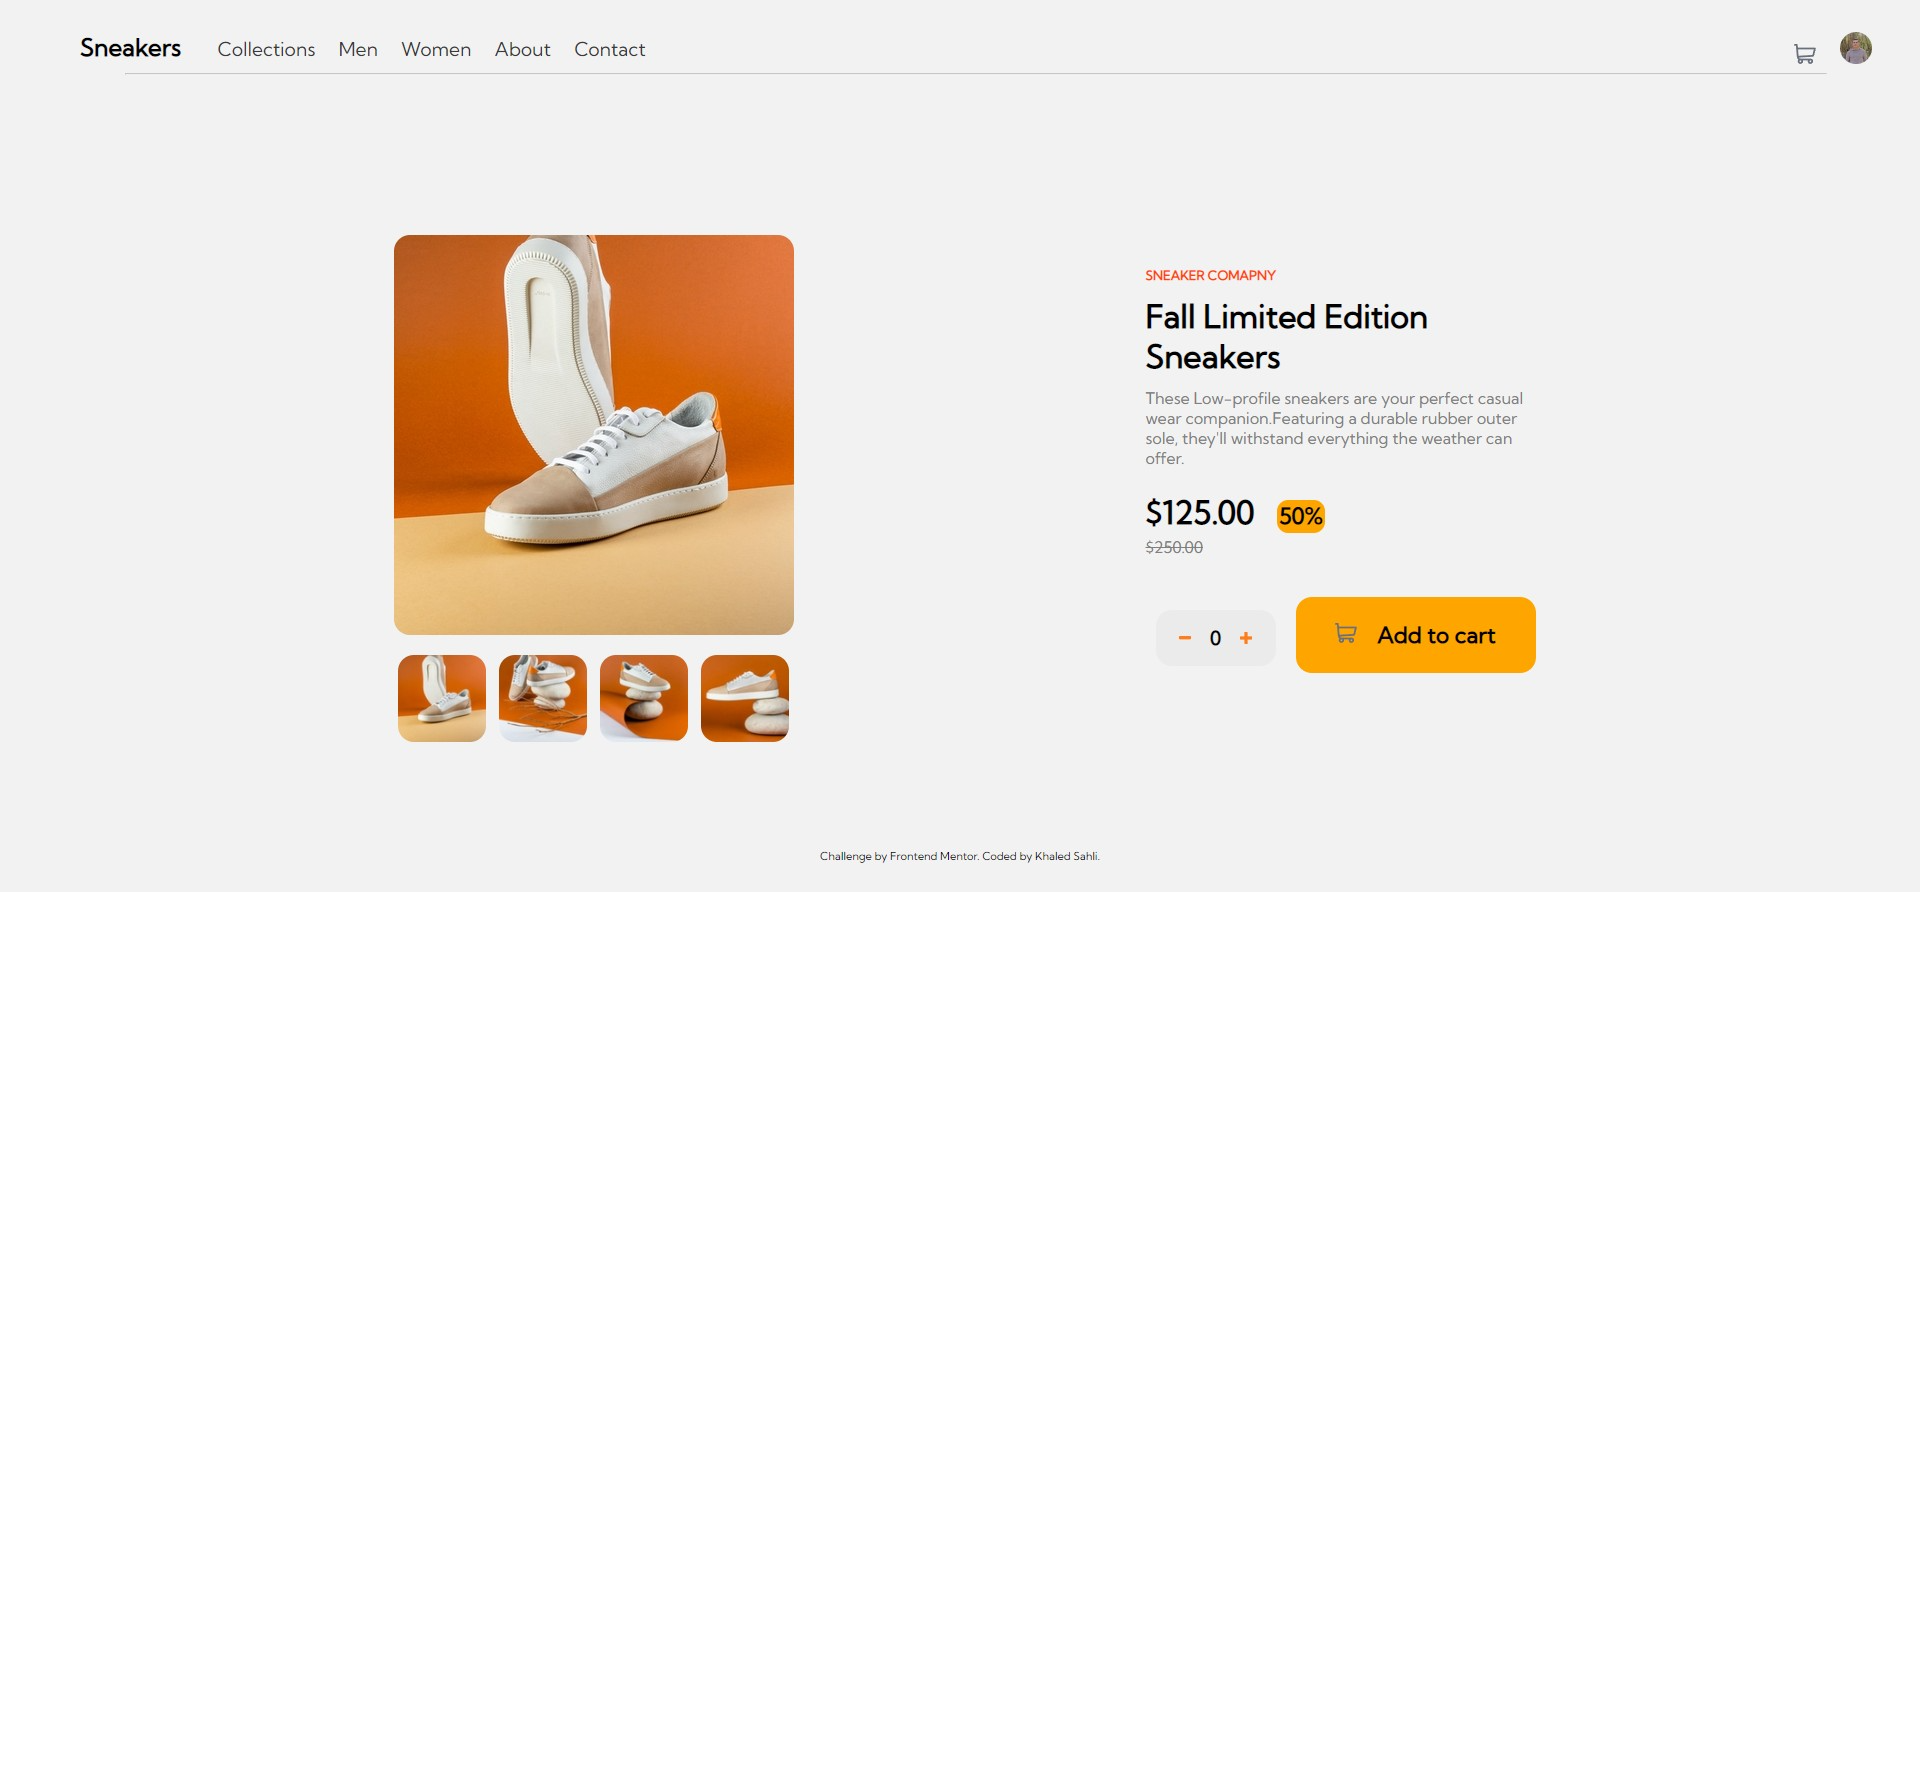 Sneakers Collections Men Women About Contact
SNEAKER COMAPNY
Fall Limited Edition
Sneakers
These Low-profile sneakers are your perfect casual
wear companion.Featuring a durable rubber outer
sole, they'll withstand everything the weather can
offer.
$125.00 50%
$250.00
0 Add to cart
Challenge by Frontend Mentor. Coded by Khaled Sahli.